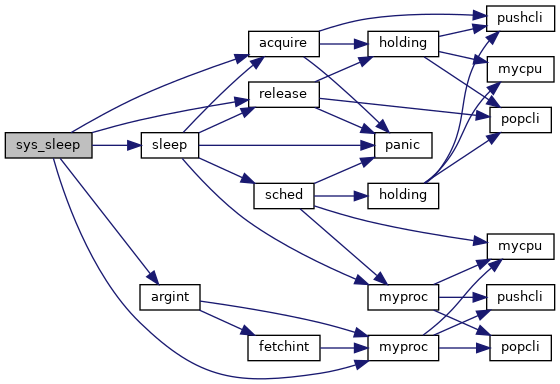 sys_sleep
acquire
release
sleep
sched
argint
fetchint
holding
panic
holding
myproc
myproc
pushcli
mycpu
popcli
mycpu
pushcli
popcli